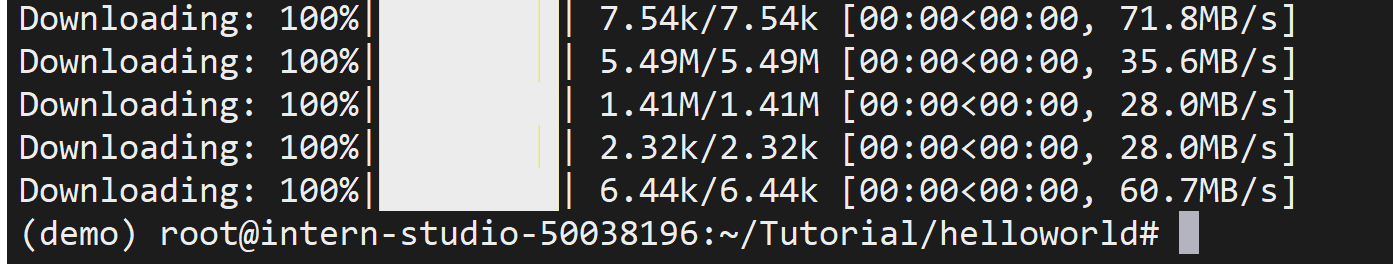 Downloading: 100%| | 7.54k/7.54k [00:00<00:00, 71.8MB/s]
Downloading: 100%| | 5.49M/5.49M [00:00<00:00, 35.6MB/s]
Downloading: 100%| | 1.41M/1.41M [00:00<00:00, 28.0MB/s]
Downloading: 100%| | 2.32k/2.32k [00:00<00:00, 28.0MB/s]
Downloading: 100%| | 6.44k/6.44k [00:00<00:00, 60.7MB/s]
(demo) root@intern-studio-50038196:~/Tutorial/helloworld#